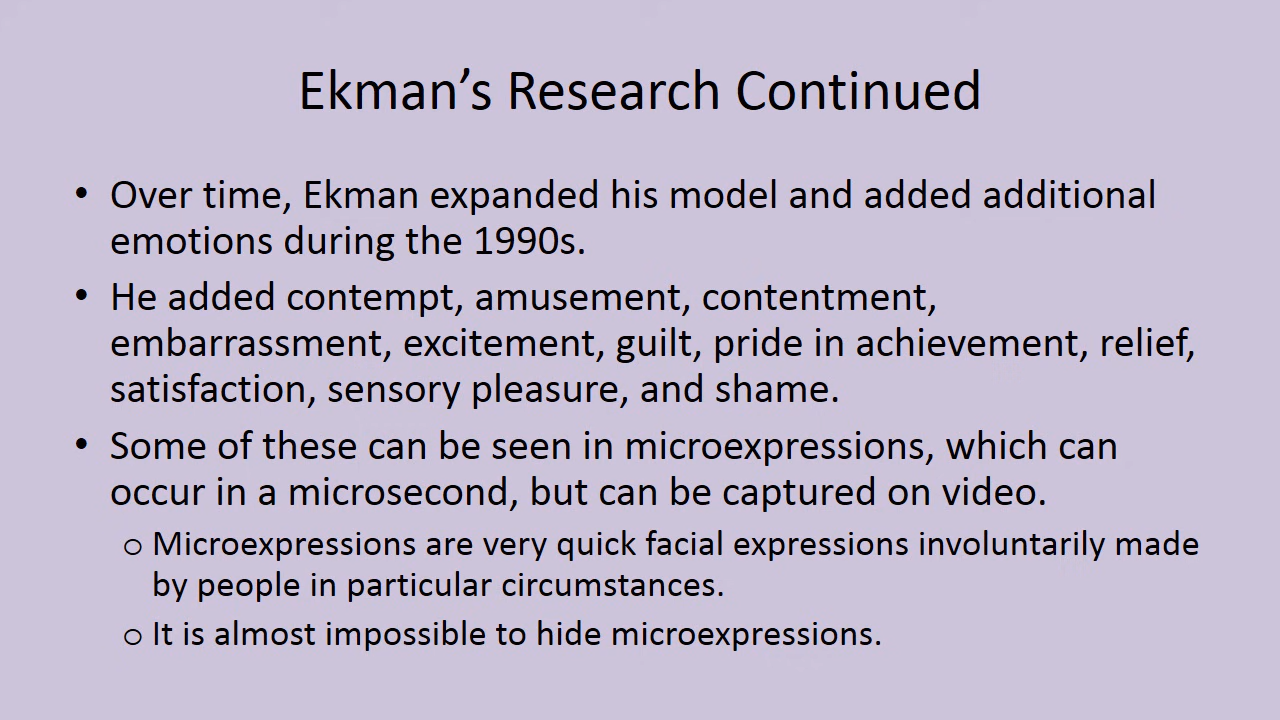 Ekman’s Research Continued
• Over time, Ekman expanded his model and added additional
emotions during the 1990s.
• He added contempt, amusement, contentment,
embarrassment, excitement, guilt, pride in achievement, relief,
satisfaction, sensory pleasure, and shame.
• Some of these can be seen in microexpressions, which can
occur in a microsecond, but can be captured on video.
o Microexpressions are very quick facial expressions involuntarily made
by people in particular circumstances.
o It is almost impossible to hide microexpressions.